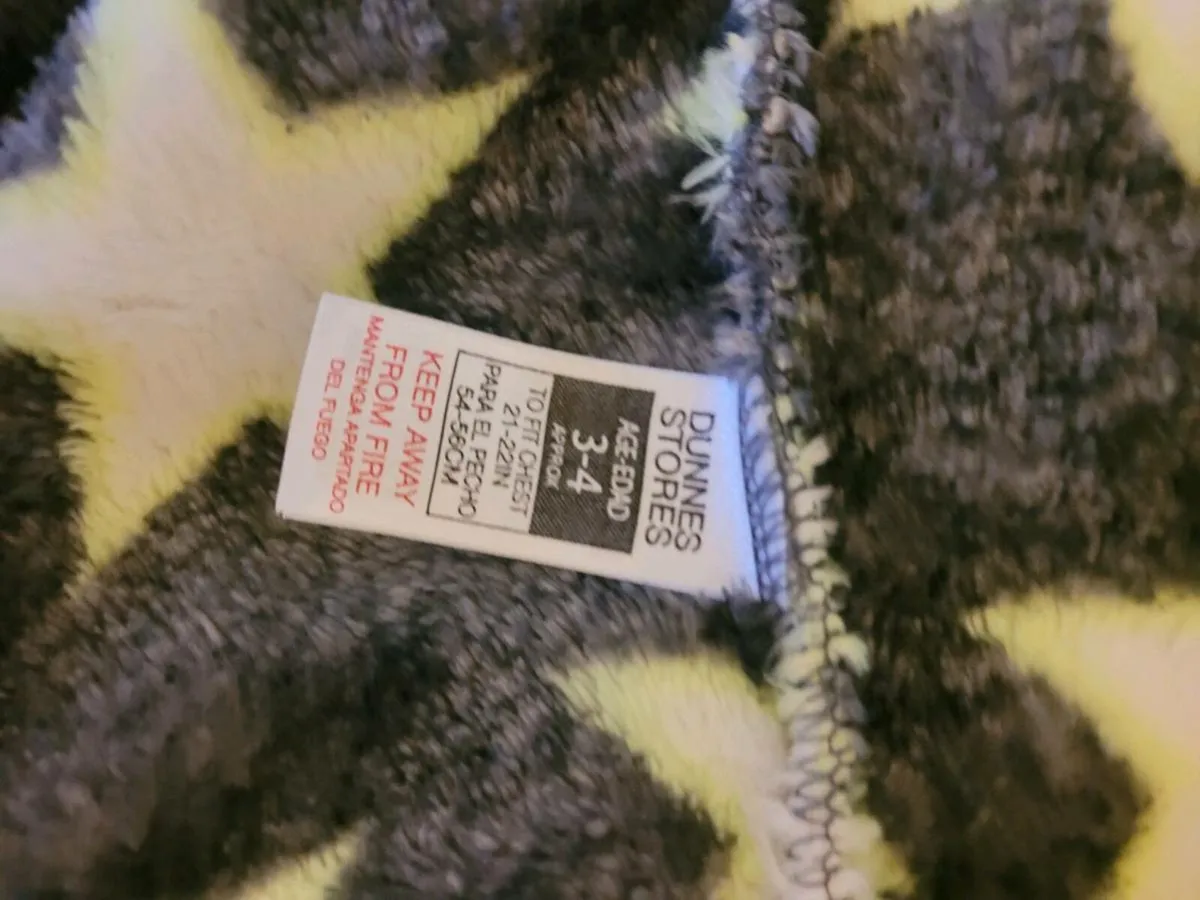 DUNNES
STORES
AGE-EDAD
3-4
APPROX
TO FIT CHEST
21-22IN
PARA EL PECHO
54-56CM
KEEP AWAY
FROM FIRE
MANTENGA APARTADO
DEL FUEGO